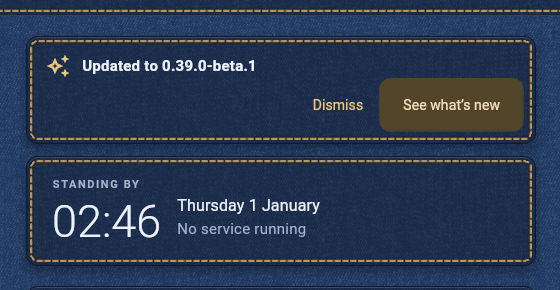 Updated to 0.39.0-beta.1
Dismiss
See what's new
STANDING BY
02:46
Thursday 1 January
No service running